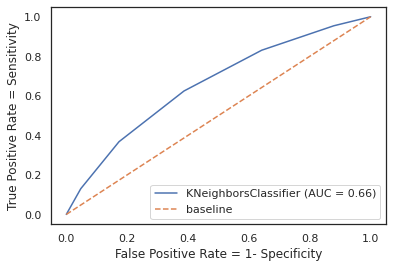 True Positive Rate = Sensitivity
1.0
0.8
0.6
0.4
0.2
0.0
KNeighborsClassifier (AUC = 0.66)
baseline
0.0 0.2 0.4 0.6 0.8 1.0
False Positive Rate = 1- Specificity